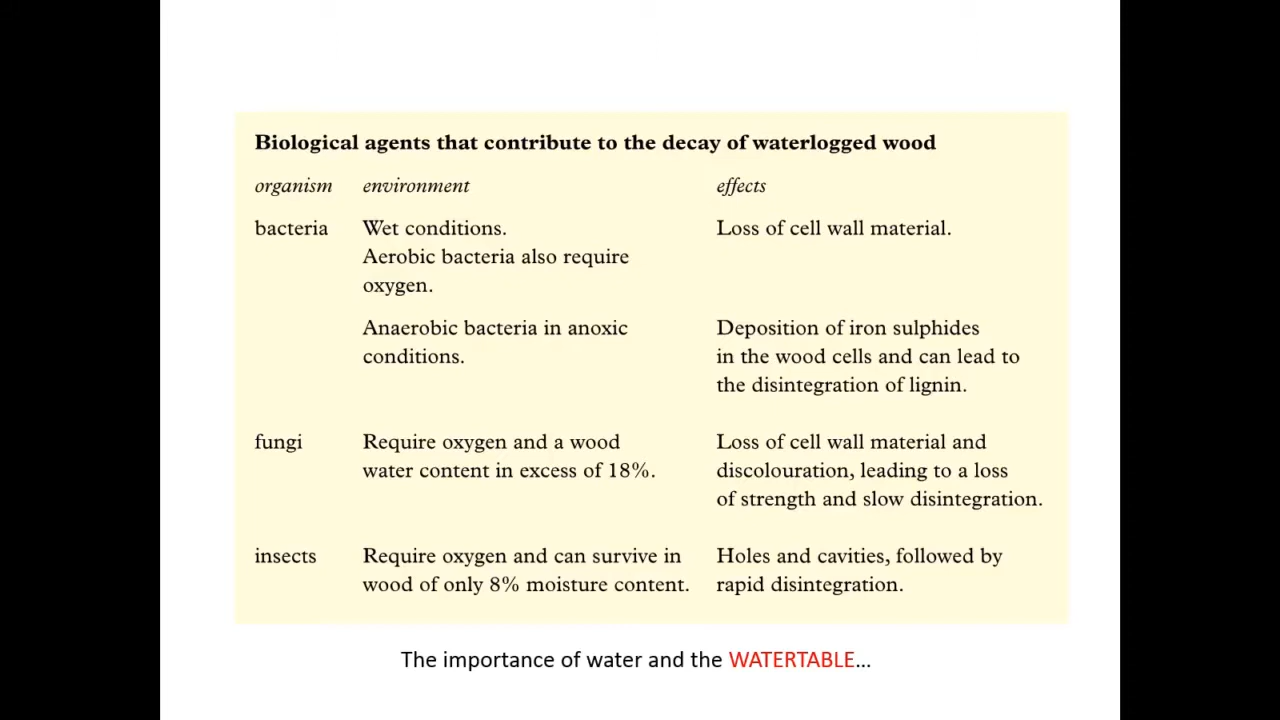 Biological agents that contribute to the decay of waterlogged wood
organism environment effects
bacteria Wet conditions. Loss of cell wall material.
Aerobic bacteria also require
oxygen.
Anaerobic bacteria in anoxic Deposition of iron sulphides
conditions. in the wood cells and can lead to
the disintegration of lignin.
fungi Require oxygen and a wood Loss of cell wall material and
water content in excess of 18%. discolouration, leading to a loss
of strength and slow disintegration.
insects Require oxygen and can survive in Holes and cavities, followed by
wood of only 8% moisture content. rapid disintegration.
The importance of water and the WATERTABLE...